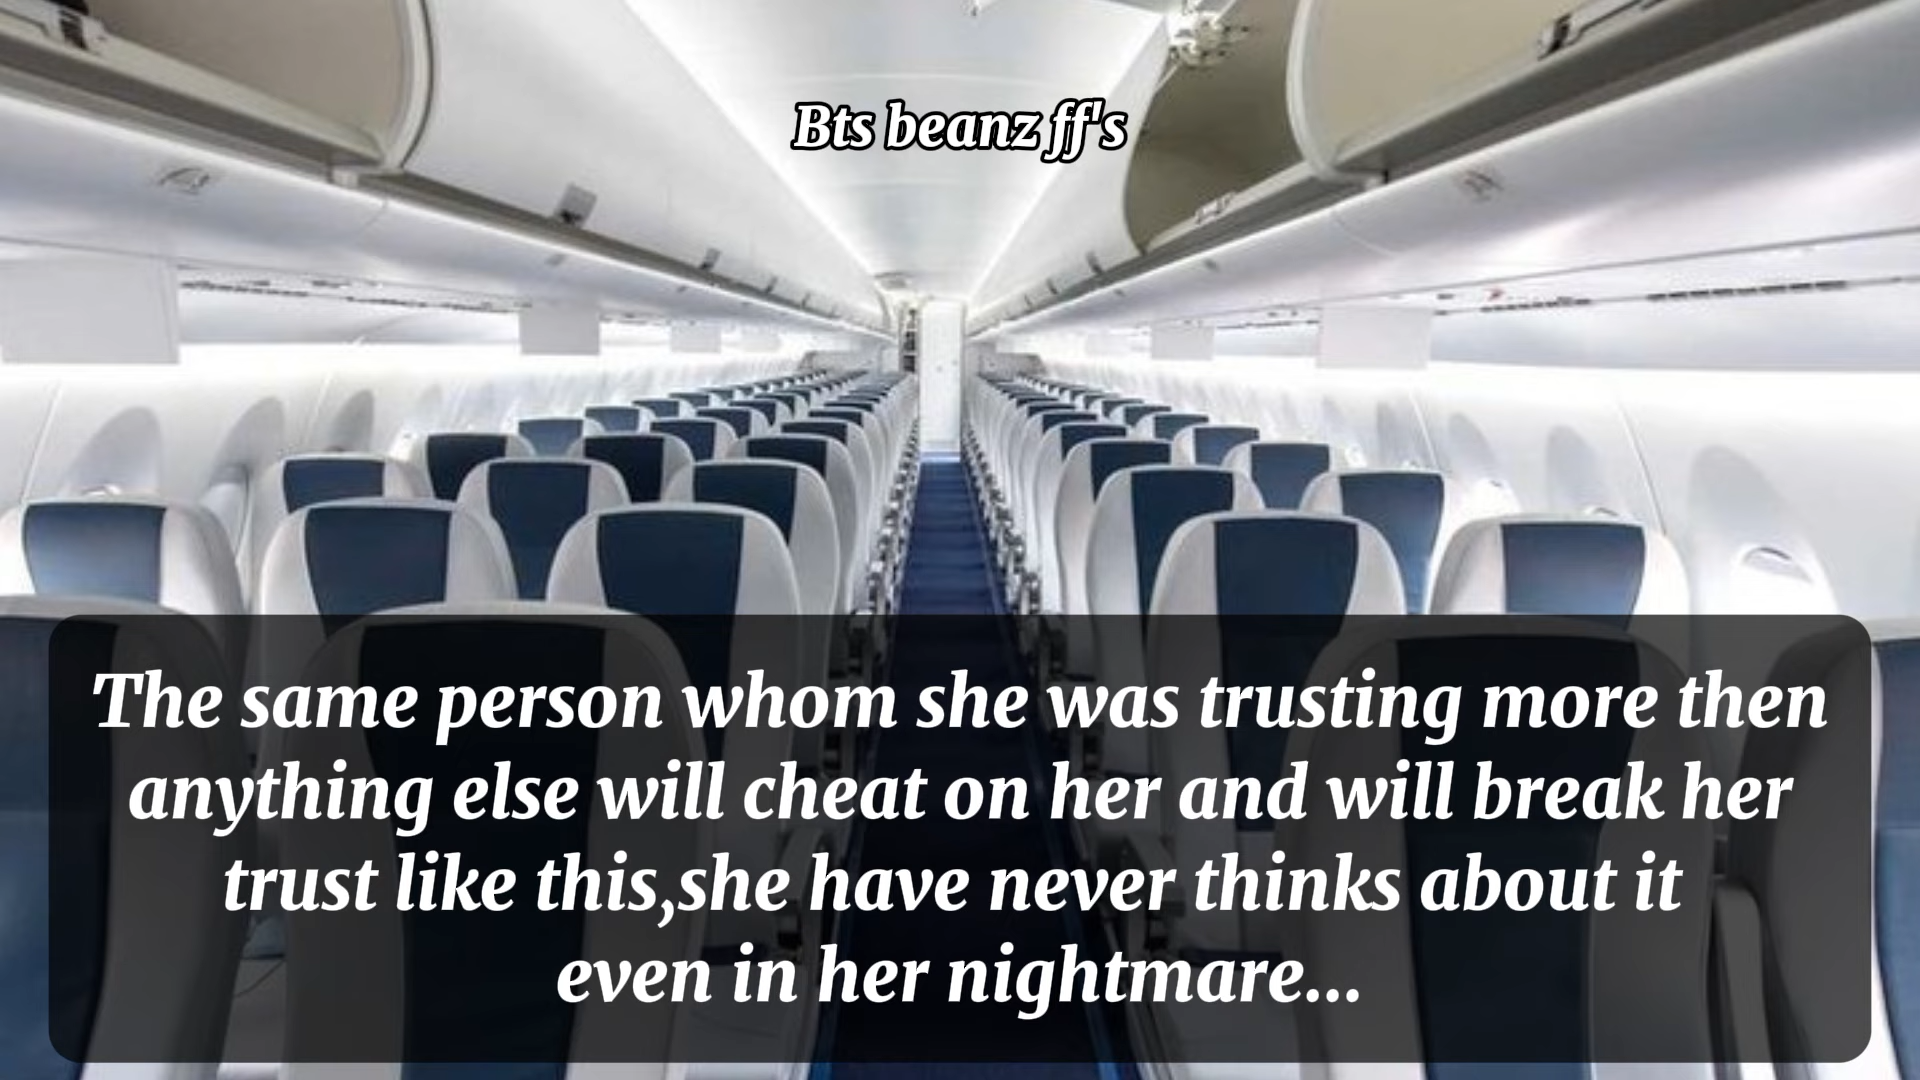 Bts beanz ff's
The same person whom she was trusting more then
anything else will cheat on her and will break her
trust like this,she have never thinks about it
even in her nightmare...